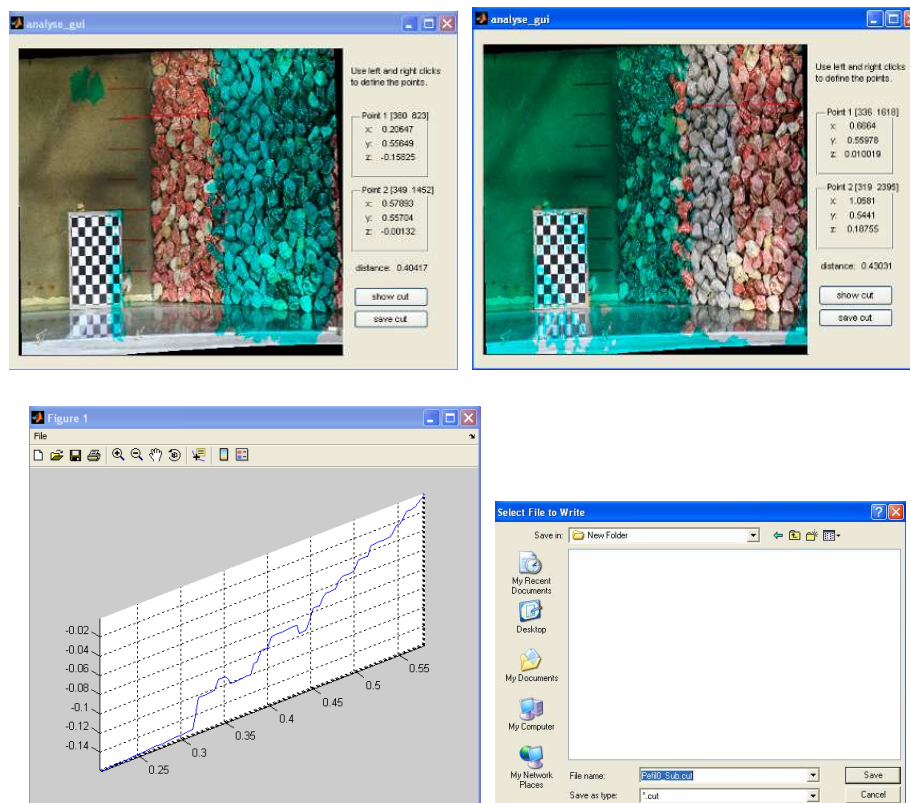 analyse_gui
Use left and right clicks
to define the points.
Point 1 [380 823]
x: 0.20647
y: 0.55649
z: -0.15825
Point 2 [349 1452]
x: 0.57893
y: 0.55704
z: -0.00132
distance: 0.40417
show cut
save cut
analyse_gui
Use left and right clicks
to define the points.
Point 1 [336 1618]
x: 0.6664
y: 0.55978
z: 0.010019
Point 2 [319 2395]
x: 1.0581
y: 0.5441
z: 0.18755
distance: 0.43031
show cut
save cut
Figure 1
File
-0.02
-0.04
-0.06
-0.08
-0.1
-0.12
-0.14
0.25
0.3
0.35
0.4
0.45
0.5
0.55
Select File to Write
Save in: New Folder
My Recent
Documents
Desktop
My Documents
My Computer
My Network
Places
File name: Pefil0_Sub.cut
Save
Save as type: *.cut
Cancel